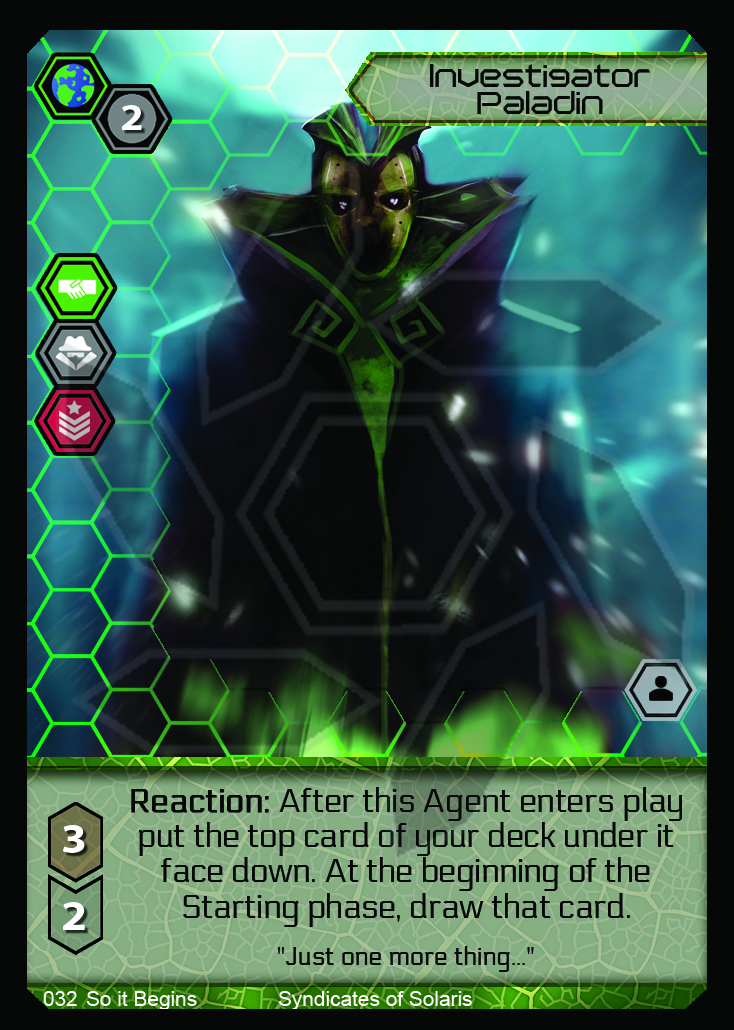 Investigator
Paladin
2
3
2
Reaction: After this Agent enters play
put the top card of your deck under it
face down. At the beginning of the
Starting phase, draw that card.
"Just one more thing..."
032 So it Begins
Syndicates of Solaris